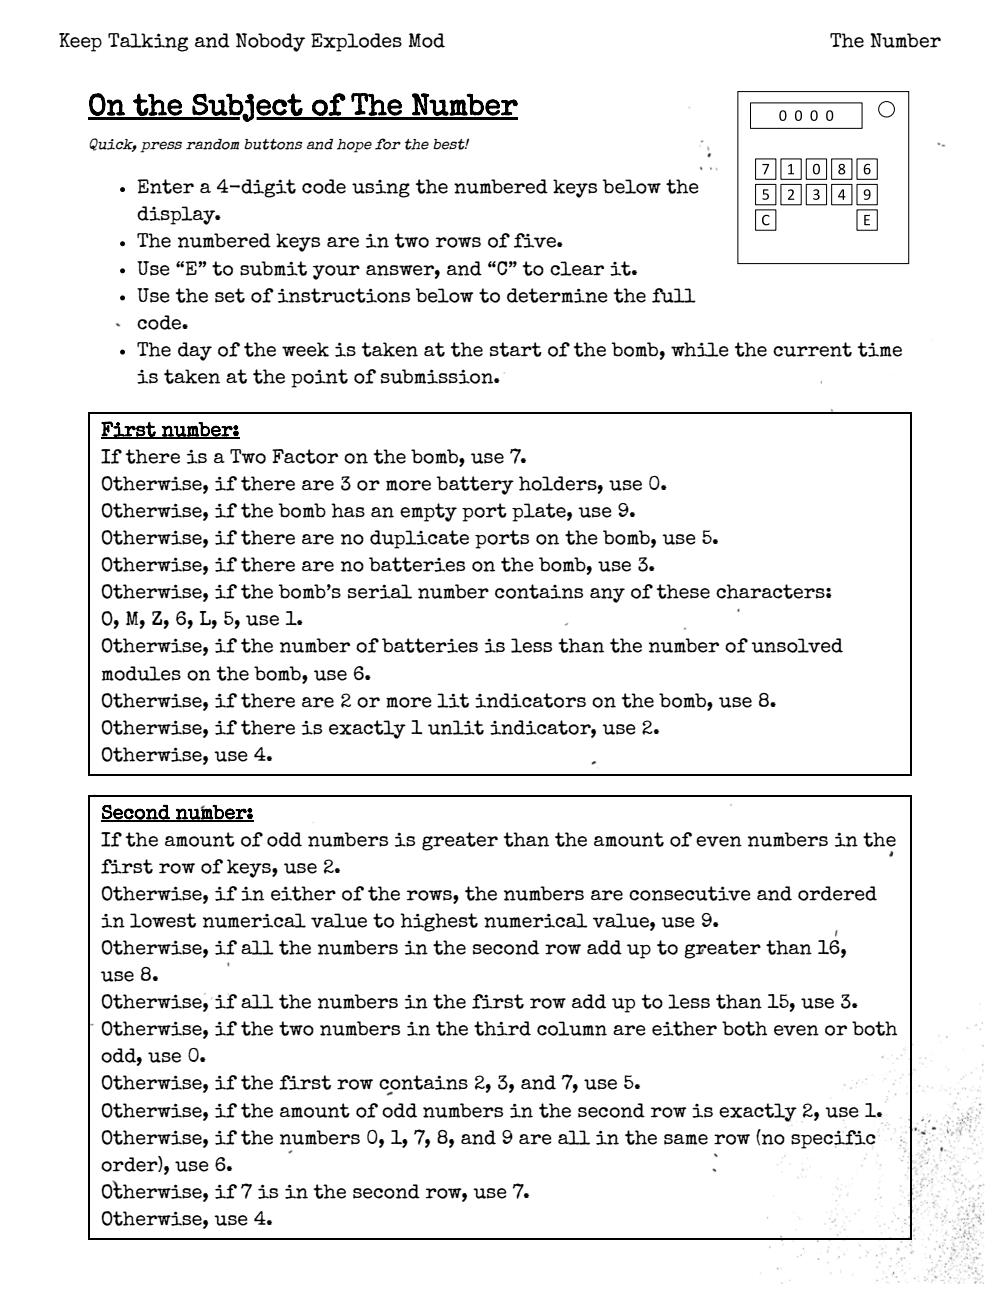 Keep Talking and Nobody Explodes Mod
The Number
On the Subject of The Number
Quick, press random buttons and hope for the best!
• Enter a 4-digit code using the numbered keys below the
display.
• The numbered keys are in two rows of five.
• Use “E” to submit your answer, and “C” to clear it.
• Use the set of instructions below to determine the full
code.
• The day of the week is taken at the start of the bomb, while the current time
is taken at the point of submission.
0 0 0 0
7 1 0 8 6
5 2 3 4 9
C E
First number:
If there is a Two Factor on the bomb, use 7.
Otherwise, if there are 3 or more battery holders, use 0.
Otherwise, if the bomb has an empty port plate, use 9.
Otherwise, if there are no duplicate ports on the bomb, use 5.
Otherwise, if there are no batteries on the bomb, use 3.
Otherwise, if the bomb’s serial number contains any of these characters:
0, M, Z, 6, L, 5, use 1.
Otherwise, if the number of batteries is less than the number of unsolved
modules on the bomb, use 6.
Otherwise, if there are 2 or more lit indicators on the bomb, use 8.
Otherwise, if there is exactly 1 unlit indicator, use 2.
Otherwise, use 4.
Second number:
If the amount of odd numbers is greater than the amount of even numbers in the
first row of keys, use 2.
Otherwise, if in either of the rows, the numbers are consecutive and ordered
in lowest numerical value to highest numerical value, use 9.
Otherwise, if all the numbers in the second row add up to greater than 16,
use 8.
Otherwise, if all the numbers in the first row add up to less than 15, use 3.
Otherwise, if the two numbers in the third column are either both even or both
odd, use 0.
Otherwise, if the first row contains 2, 3, and 7, use 5.
Otherwise, if the amount of odd numbers in the second row is exactly 2, use 1.
Otherwise, if the numbers 0, 1, 7, 8, and 9 are all in the same row (no specific
order), use 6.
Otherwise, if 7 is in the second row, use 7.
Otherwise, use 4.